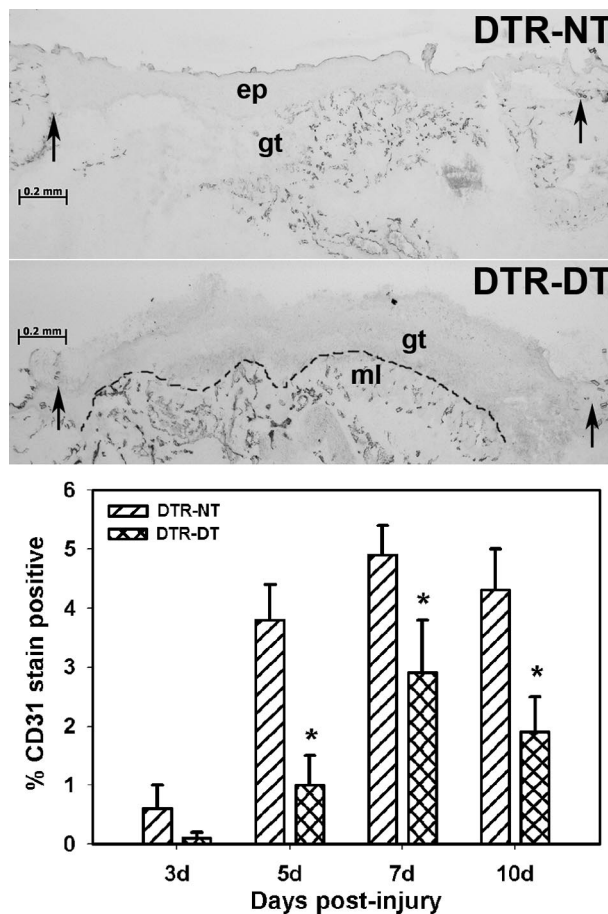 DTR-NT
ep
gt
0.2 mm
DTR-DT
0.2 mm
gt
ml
6
5
4
3
2
1
0
% CD31 stain positive
DTR-NT
DTR-DT
*
*
*
3d 5d 7d 10d
Days post-injury